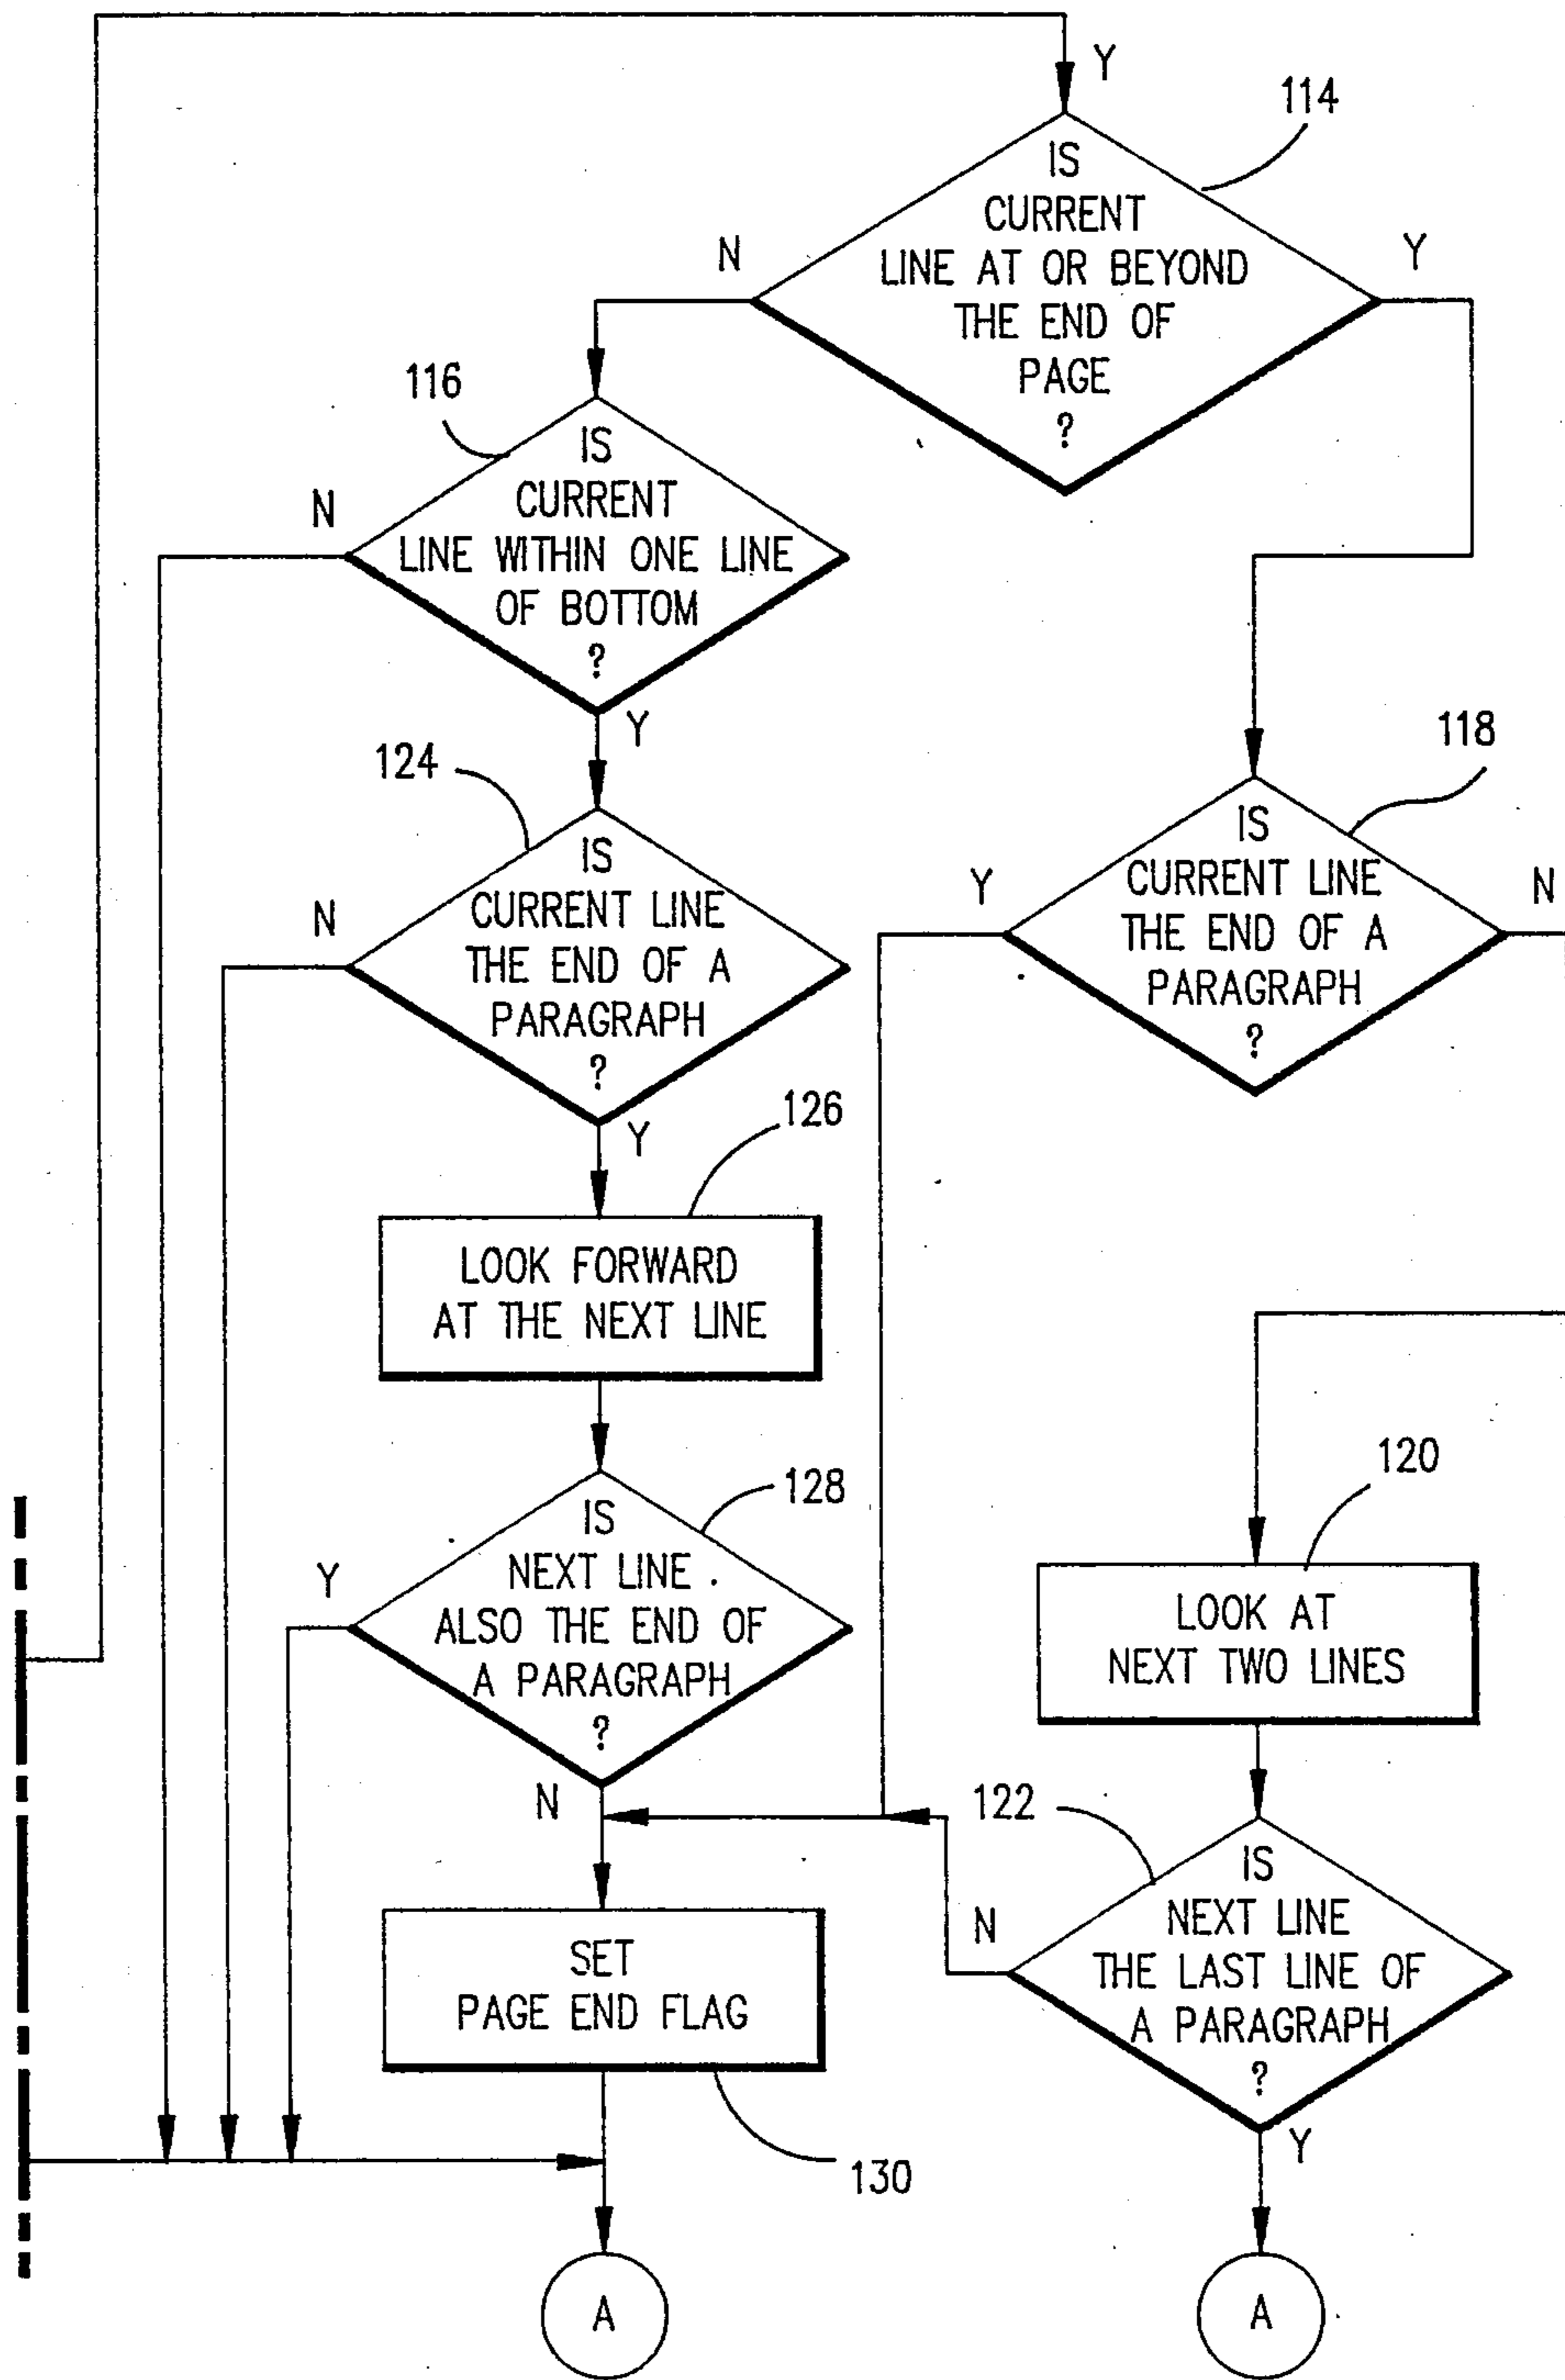 Y
114
IS
CURRENT
LINE AT OR BEYOND
THE END OF
PAGE
?
N
Y
116
IS
CURRENT
LINE WITHIN ONE LINE
OF BOTTOM
?
N
Y
124
IS
CURRENT LINE
THE END OF A
PARAGRAPH
?
N
Y
118
IS
CURRENT LINE
THE END OF A
PARAGRAPH
?
Y
N
126
LOOK FORWARD
AT THE NEXT LINE
128
IS
NEXT LINE
ALSO THE END OF
A PARAGRAPH
?
Y
N
120
LOOK AT
NEXT TWO LINES
122
IS
NEXT LINE
THE LAST LINE OF
A PARAGRAPH
?
N
Y
SET
PAGE END FLAG
130
A
A